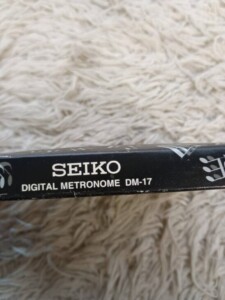 SEIKO
DIGITAL METRONOME DM-17